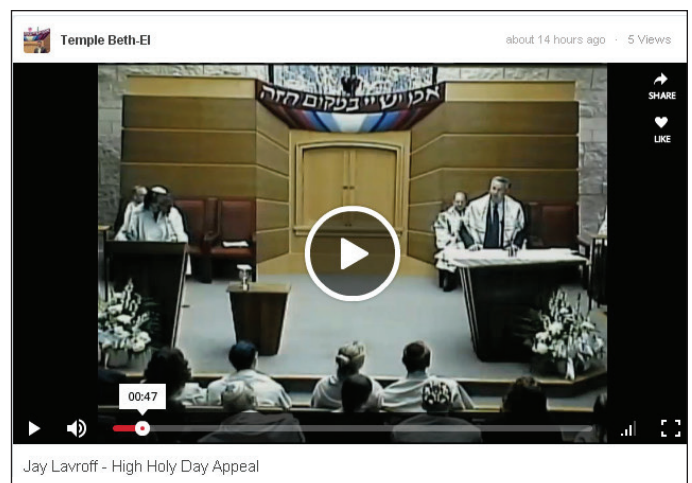 Temple Beth-El
about 14 hours ago · 5 Views
SHARE
LIKE
אכן יש יי במקום הזה
00:47
Jay Lavroff - High Holy Day Appeal